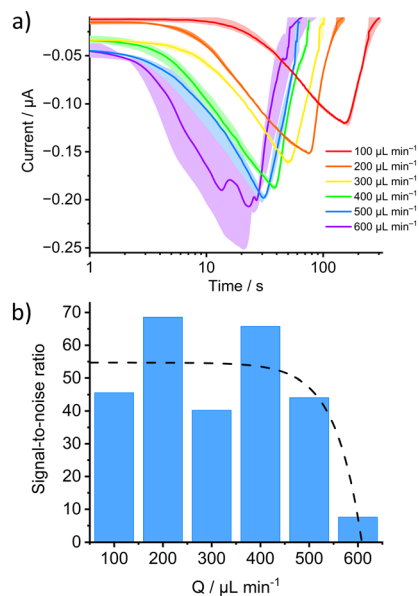 a)
Current / µA
−0.05
−0.10
−0.15
−0.20
−0.25
100 µL min⁻¹
200 µL min⁻¹
300 µL min⁻¹
400 µL min⁻¹
500 µL min⁻¹
600 µL min⁻¹
1 10 100
Time / s
b)
Signal-to-noise ratio
70
60
50
40
30
20
10
0
100 200 300 400 500 600
Q / µL min⁻¹